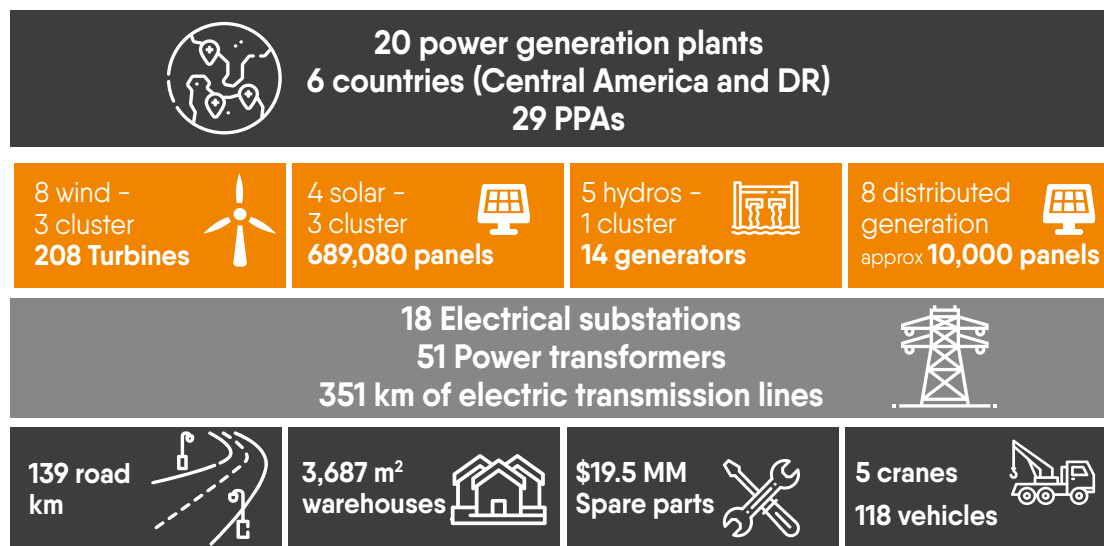 20 power generation plants
6 countries (Central America and DR)
29 PPAs
8 wind -
3 cluster
208 Turbines
4 solar -
3 cluster
689,080 panels
5 hydros -
1 cluster
14 generators
8 distributed
generation
approx 10,000 panels
18 Electrical substations
51 Power transformers
351 km of electric transmission lines
139 road
km
3,687 m²
warehouses
$19.5 MM
Spare parts
5 cranes
118 vehicles